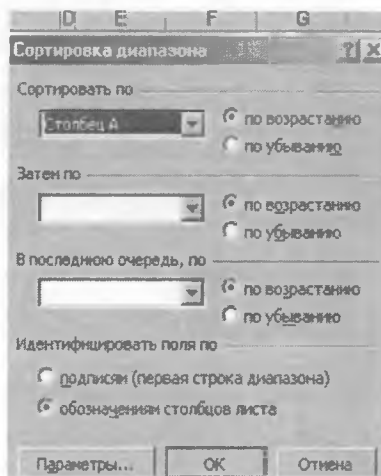 D E F G
Сортировка диапазона ? X
Сортировать по
Столбец A
по возрастанию
по убыванию
Затем по
по возрастанию
по убыванию
В последнюю очередь, по
по возрастанию
по убыванию
Идентифицировать поля по
подписям (первая строка диапазона)
обозначениям столбцов листа
Параметры... ОК Отмена